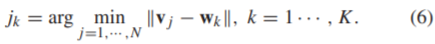 j_k = arg min_{j=1,⋯,N} ‖v_j − w_k‖, k = 1⋯ , K. (6)